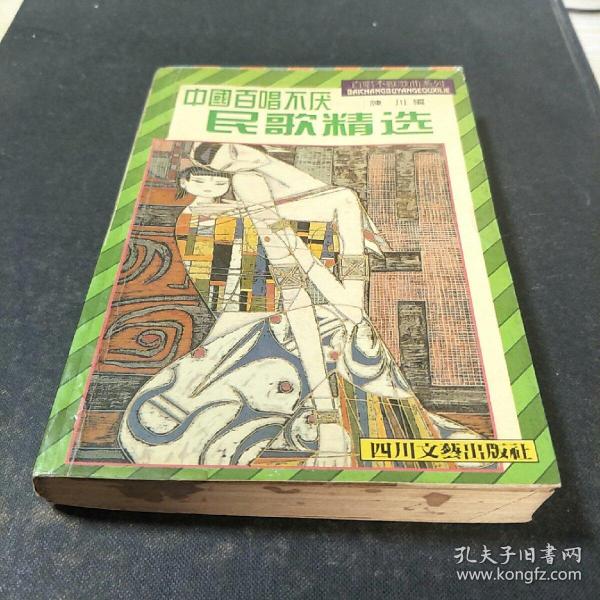 百唱不厌歌曲系列
BAICHANGBUYANGEQUXILIE
中國百唱不厌
陳川編
民歌精选
四川文藝出版社
孔夫子旧书网
www.kongfz.com